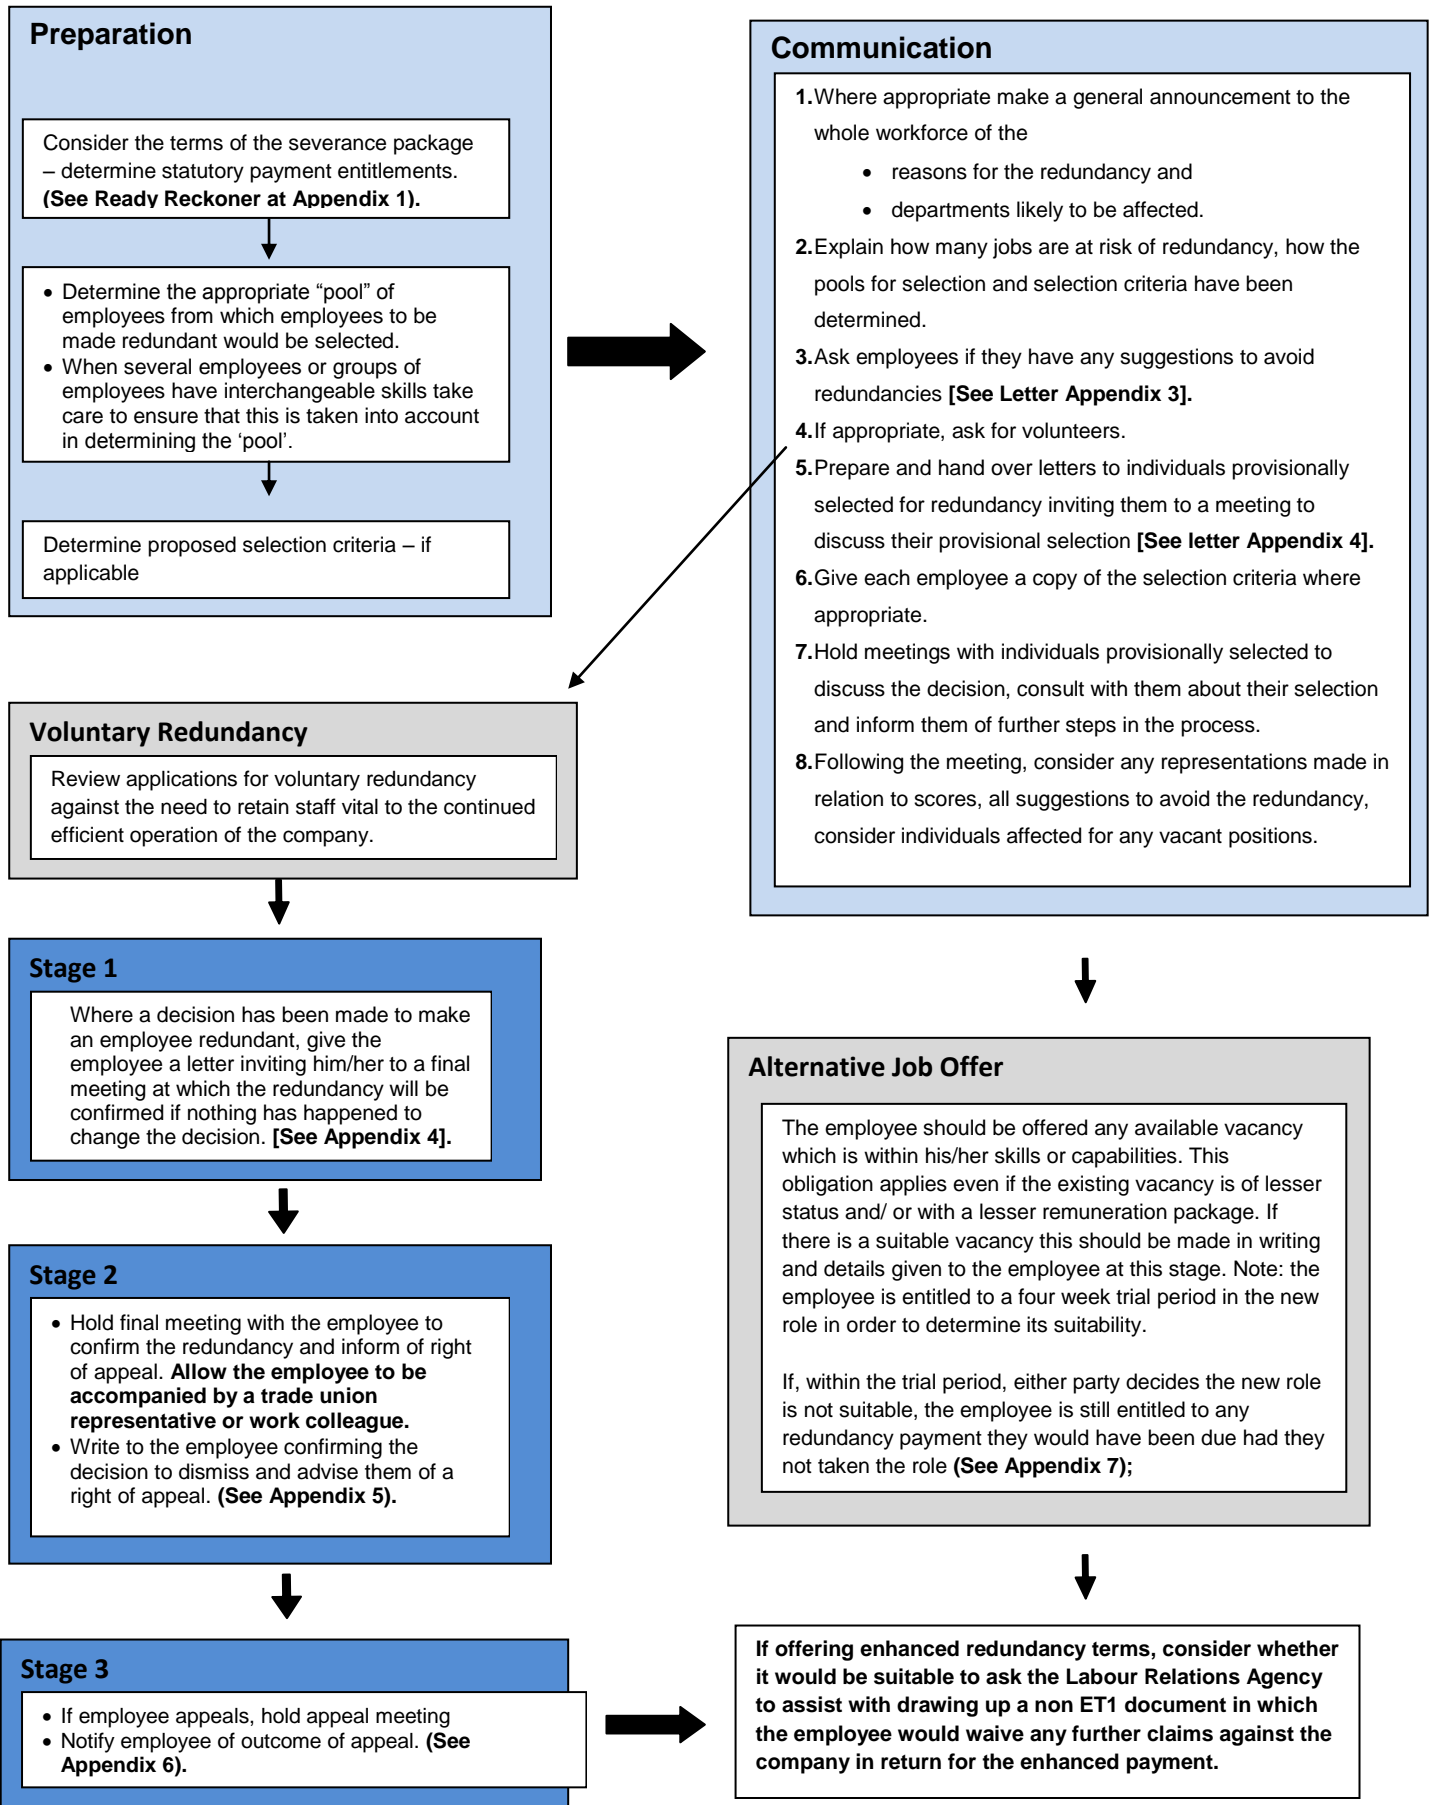 Preparation
Consider the terms of the severance package
– determine statutory payment entitlements.
(See Ready Reckoner at Appendix 1).
• Determine the appropriate “pool” of
employees from which employees to be
made redundant would be selected.
• When several employees or groups of
employees have interchangeable skills take
care to ensure that this is taken into account
in determining the ‘pool’.
Determine proposed selection criteria – if
applicable
Communication
1.Where appropriate make a general announcement to the
whole workforce of the
• reasons for the redundancy and
• departments likely to be affected.
2.Explain how many jobs are at risk of redundancy, how the
pools for selection and selection criteria have been
determined.
3.Ask employees if they have any suggestions to avoid
redundancies [See Letter Appendix 3].
4.If appropriate, ask for volunteers.
5.Prepare and hand over letters to individuals provisionally
selected for redundancy inviting them to a meeting to
discuss their provisional selection [See letter Appendix 4].
6.Give each employee a copy of the selection criteria where
appropriate.
7.Hold meetings with individuals provisionally selected to
discuss the decision, consult with them about their selection
and inform them of further steps in the process.
8.Following the meeting, consider any representations made in
relation to scores, all suggestions to avoid the redundancy,
consider individuals affected for any vacant positions.
Voluntary Redundancy
Review applications for voluntary redundancy
against the need to retain staff vital to the continued
efficient operation of the company.
Stage 1
Where a decision has been made to make
an employee redundant, give the
employee a letter inviting him/her to a final
meeting at which the redundancy will be
confirmed if nothing has happened to
change the decision. [See Appendix 4].
Stage 2
• Hold final meeting with the employee to
confirm the redundancy and inform of right
of appeal. Allow the employee to be
accompanied by a trade union
representative or work colleague.
• Write to the employee confirming the
decision to dismiss and advise them of a
right of appeal. (See Appendix 5).
Stage 3
• If employee appeals, hold appeal meeting
• Notify employee of outcome of appeal. (See
Appendix 6).
Alternative Job Offer
The employee should be offered any available vacancy
which is within his/her skills or capabilities. This
obligation applies even if the existing vacancy is of lesser
status and/ or with a lesser remuneration package. If
there is a suitable vacancy this should be made in writing
and details given to the employee at this stage. Note: the
employee is entitled to a four week trial period in the new
role in order to determine its suitability.
If, within the trial period, either party decides the new role
is not suitable, the employee is still entitled to any
redundancy payment they would have been due had they
not taken the role (See Appendix 7);
If offering enhanced redundancy terms, consider whether
it would be suitable to ask the Labour Relations Agency
to assist with drawing up a non ET1 document in which
the employee would waive any further claims against the
company in return for the enhanced payment.